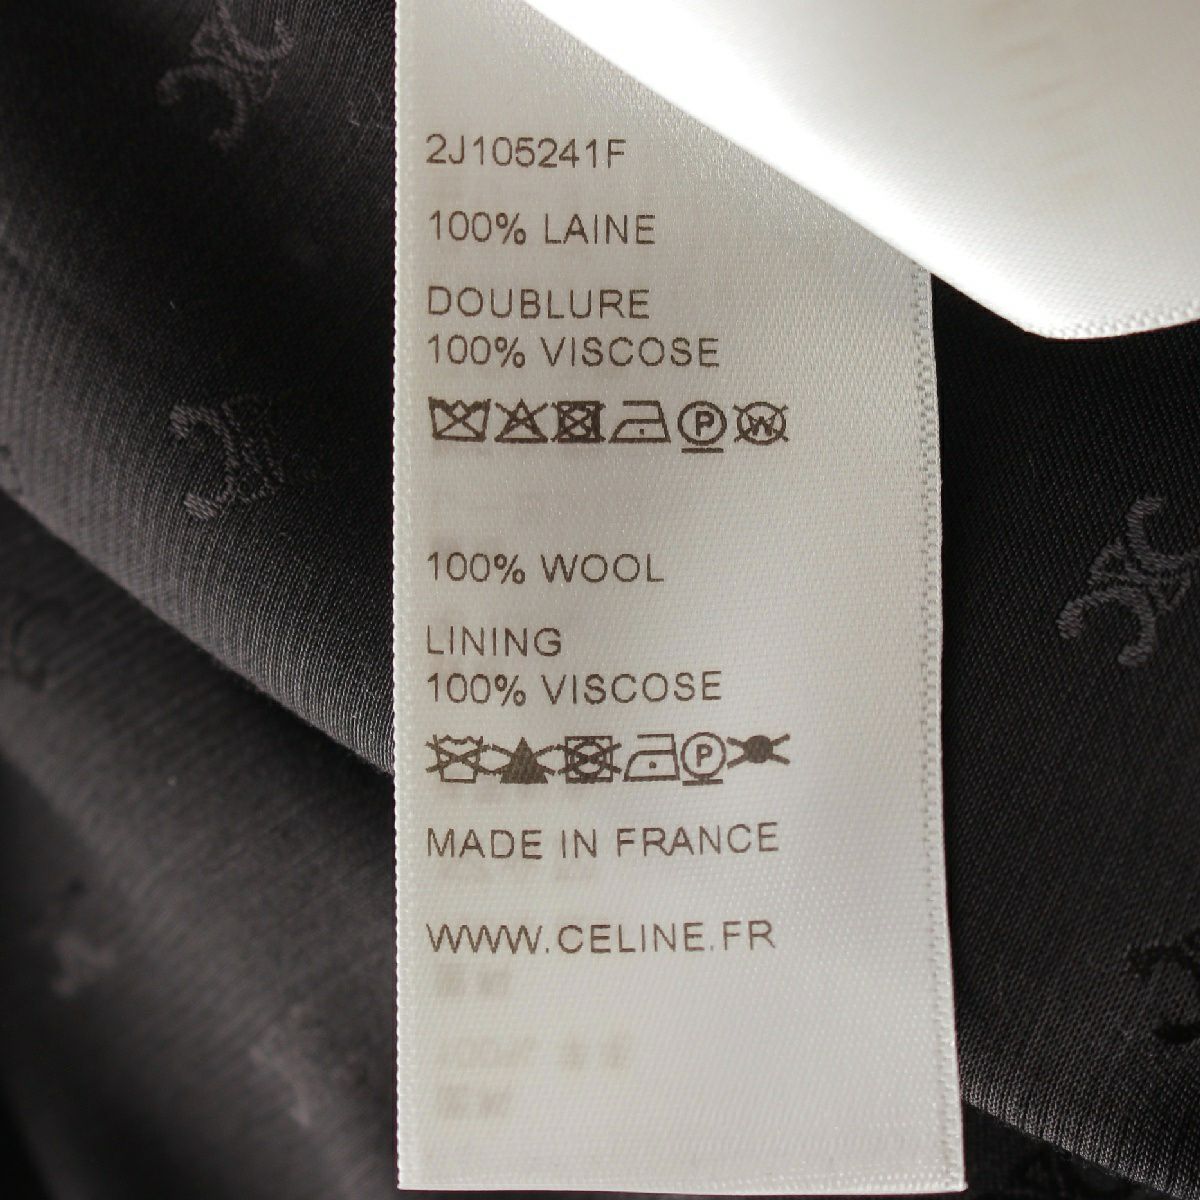 2J105241F
100% LAINE
DOUBLURE
100% VISCOSE
P W
100% WOOL
LINING
100% VISCOSE
P
MADE IN FRANCE
WWW.CELINE.FR